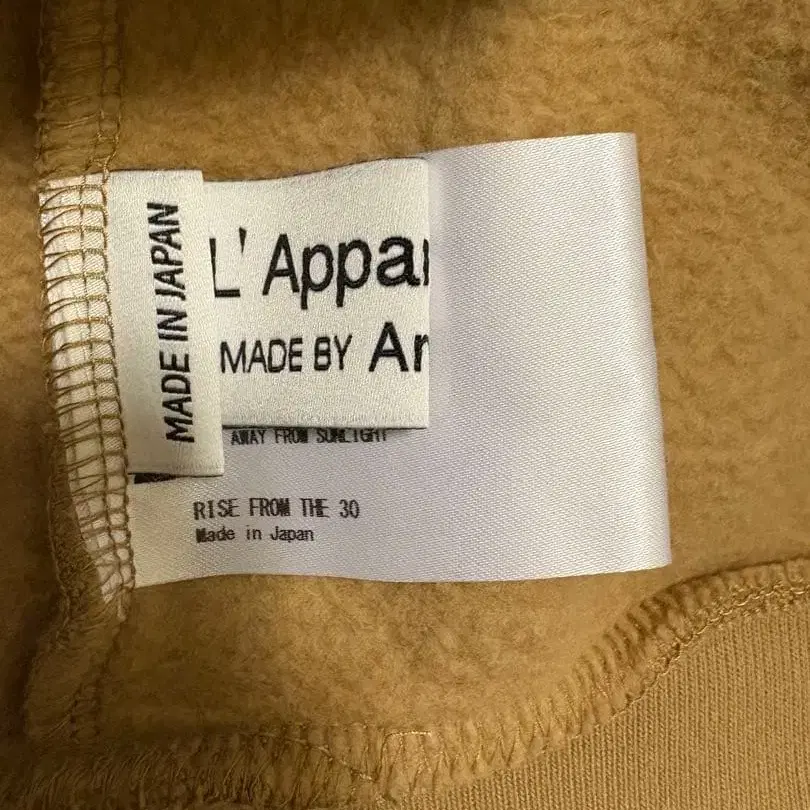 MADE IN JAPAN
L' Appar
MADE BY Ar
AWAY FROM SUNLIGHT
RISE FROM THE 30
Made in Japan